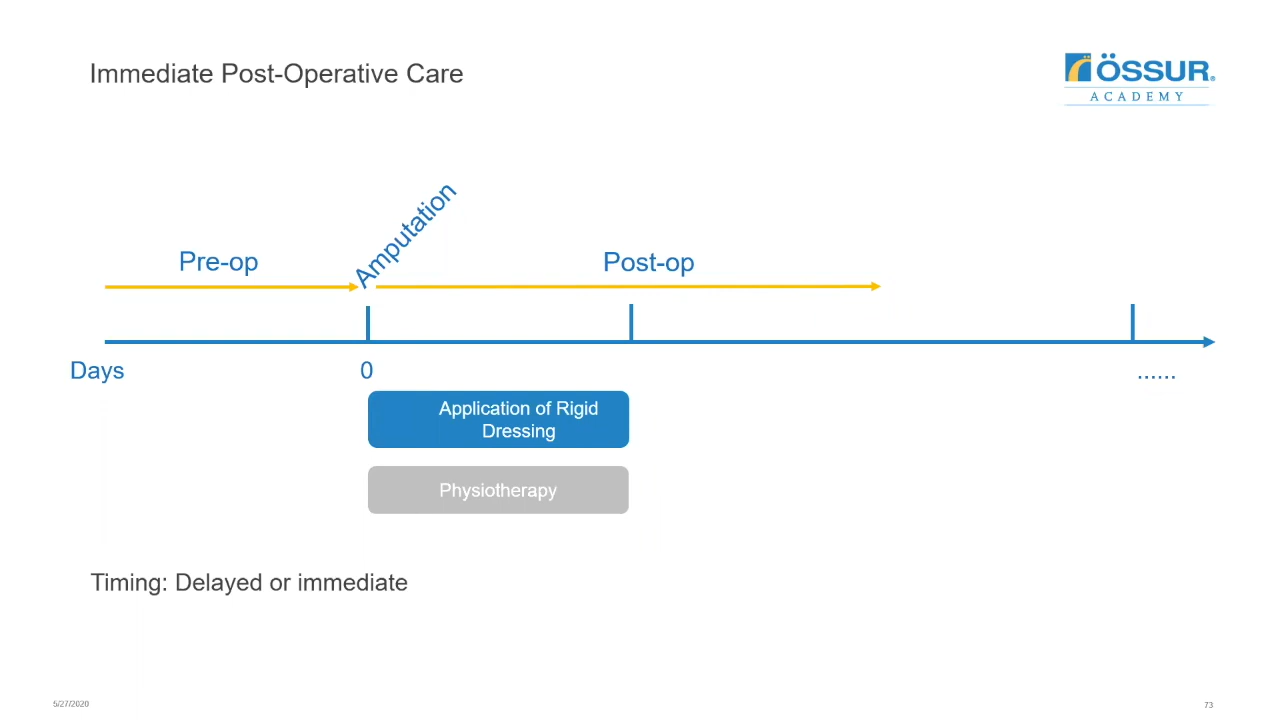 Immediate Post-Operative Care
ÖSSUR®
ACADEMY
Amputation
Pre-op
Post-op
Days
0
......
Application of Rigid
Dressing
Physiotherapy
Timing: Delayed or immediate
5/27/2020
73